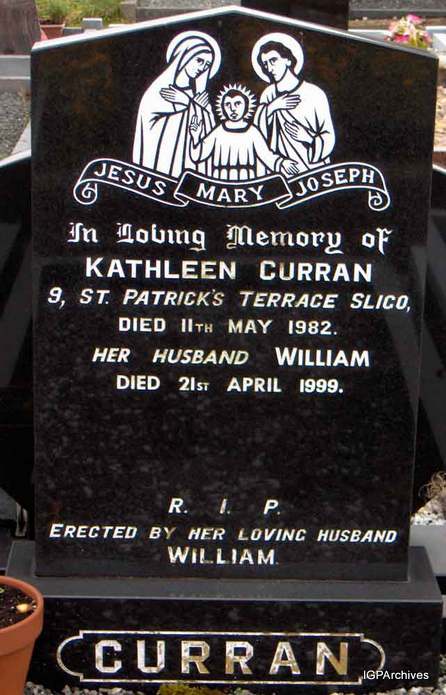 JESUS MARY JOSEPH
In Loving Memory of
KATHLEEN CURRAN
9, ST. PATRICK'S TERRACE SLIGO,
DIED 11TH MAY 1982.
HER HUSBAND WILLIAM
DIED 21ST APRIL 1999.
R. I. P.
ERECTED BY HER LOVING HUSBAND
WILLIAM.
CURRAN
IGPArchives